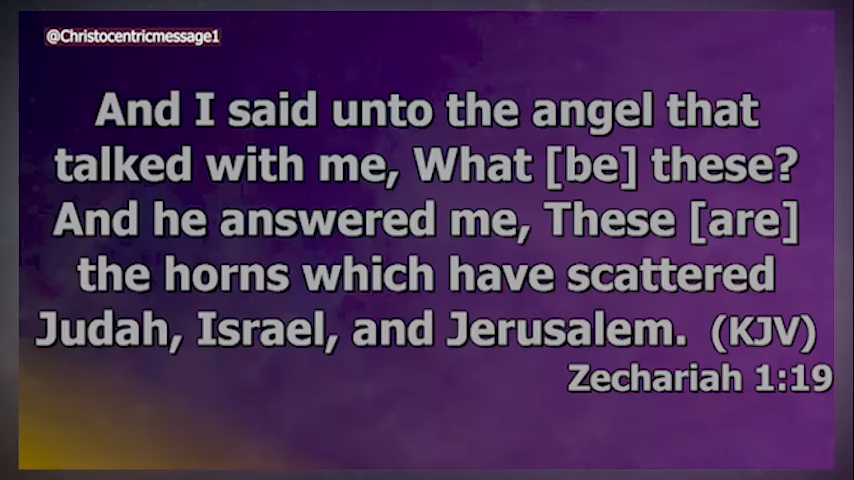 @Christocentricmessage1
And I said unto the angel that
talked with me, What [be] these?
And he answered me, These [are]
the horns which have scattered
Judah, Israel, and Jerusalem. (KJV)
Zechariah 1:19